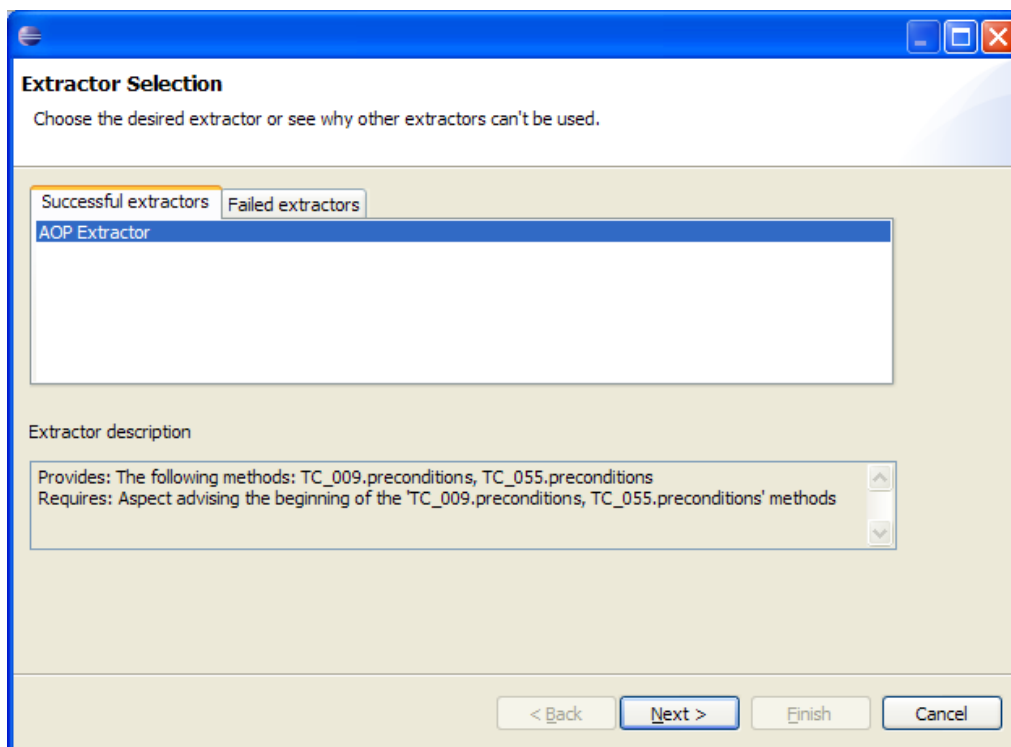 Extractor Selection
Choose the desired extractor or see why other extractors can't be used.
Successful extractors Failed extractors
AOP Extractor
Extractor description
Provides: The following methods: TC_009.preconditions, TC_055.preconditions
Requires: Aspect advising the beginning of the 'TC_009.preconditions, TC_055.preconditions' methods
< Back Next > Finish Cancel